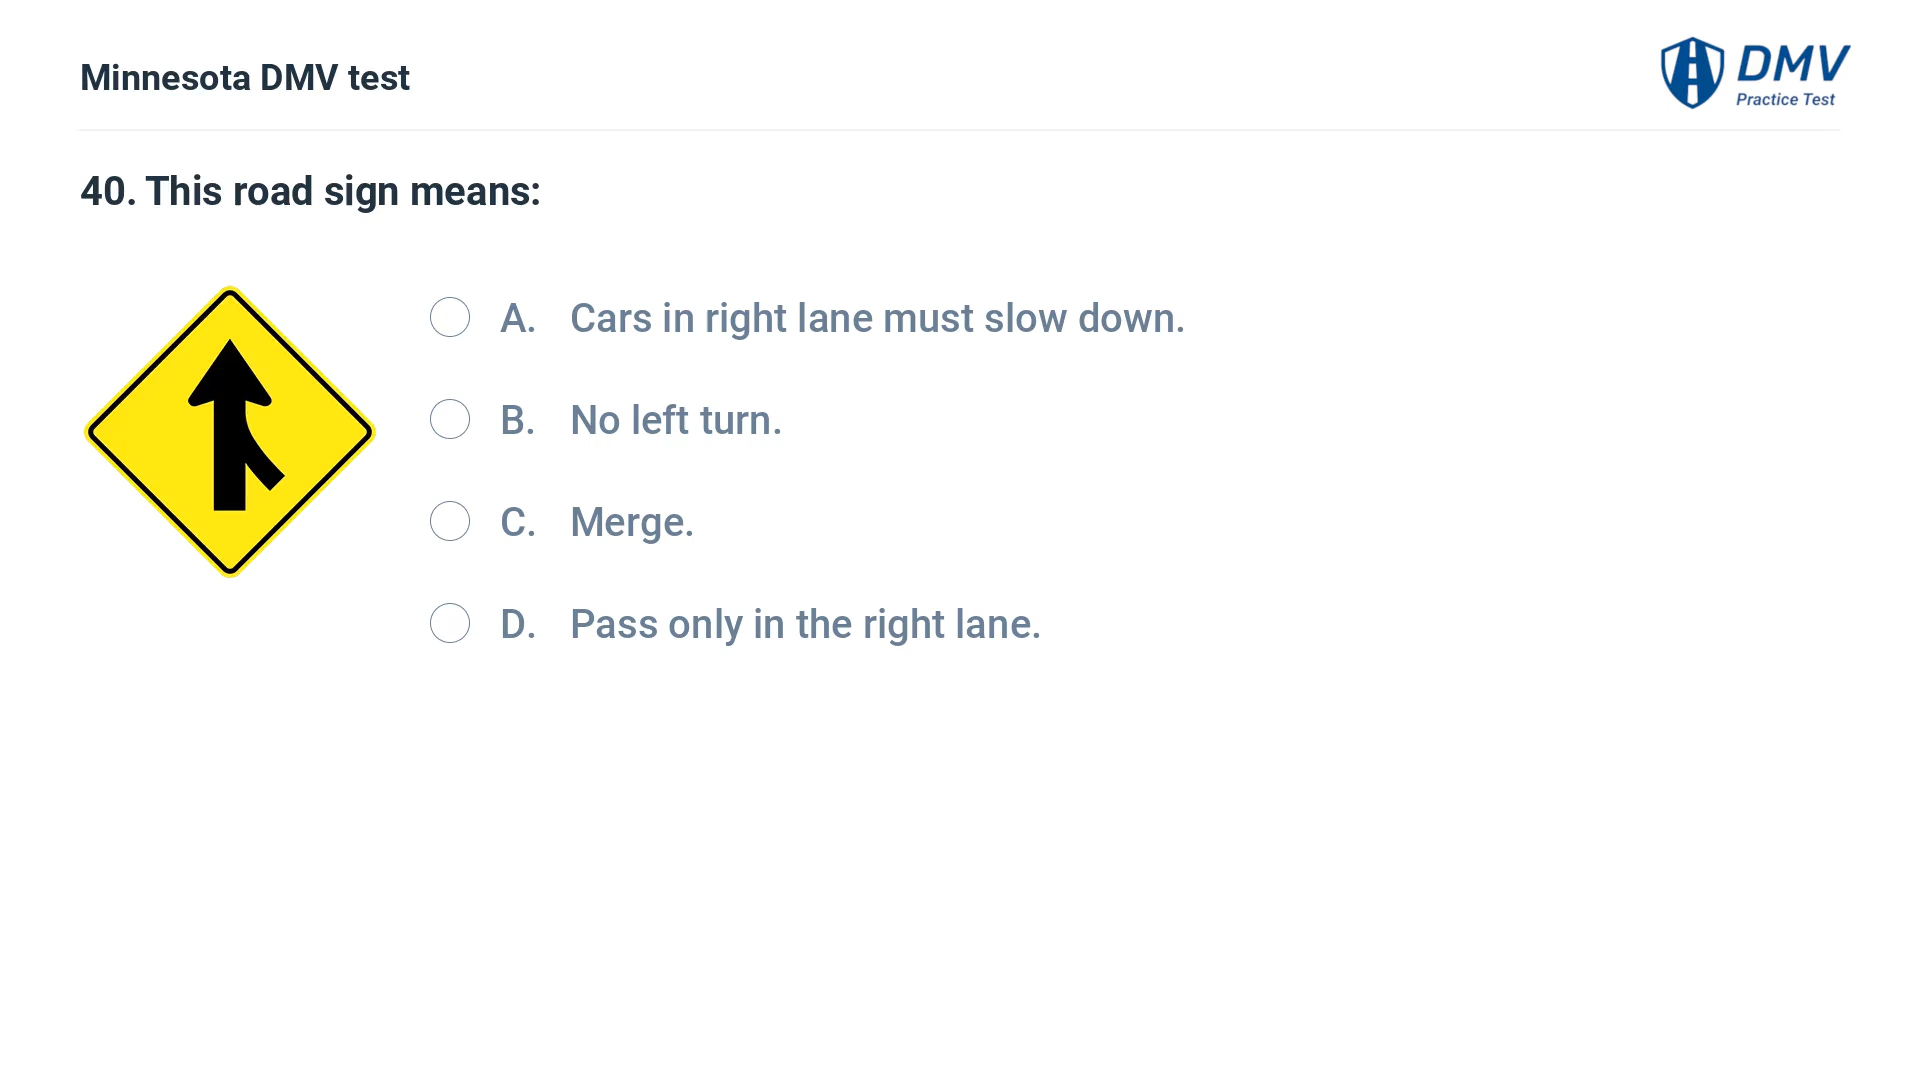 Minnesota DMV test
DMV
Practice Test
40. This road sign means:
A. Cars in right lane must slow down.
B. No left turn.
C. Merge.
D. Pass only in the right lane.